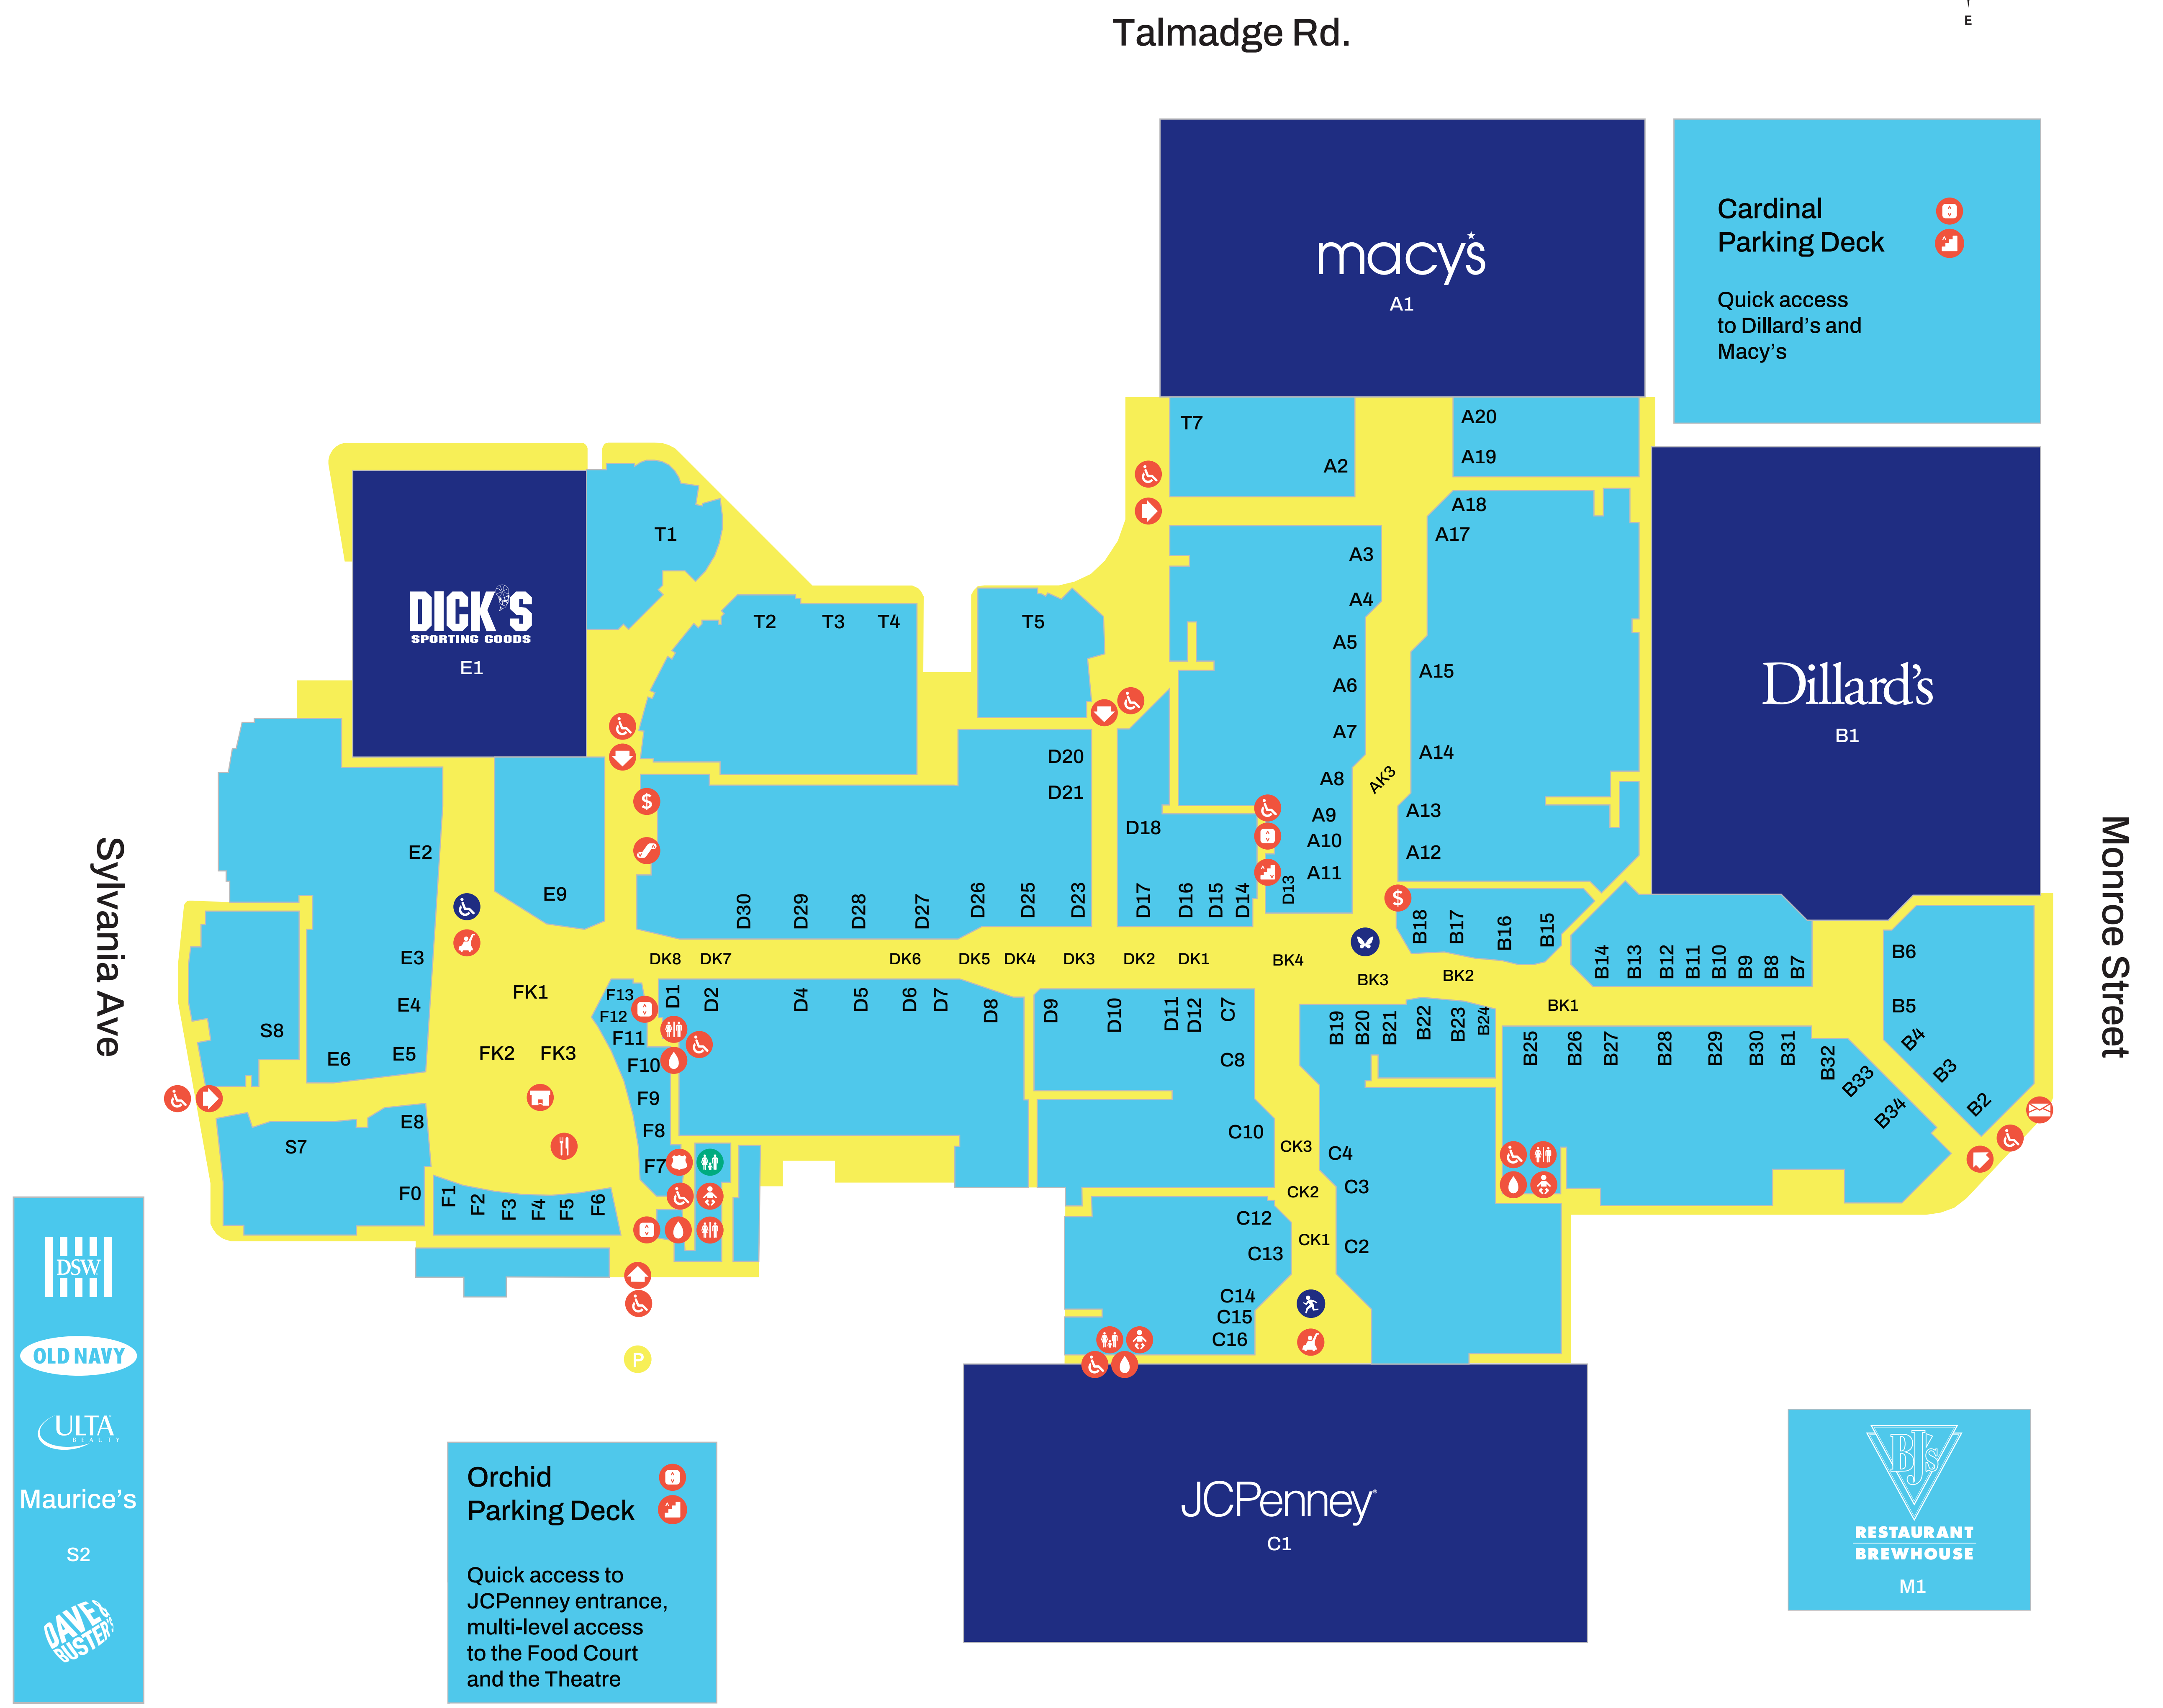 E
Talmadge Rd.
macy's
A1
Cardinal
Parking Deck
Quick access
to Dillard's and
Macy's
T7
A2
A20
A19
A18
A17
T1
A3
A4
A5
A6
A7
A8
A9
A10
A11
A15
A14
A13
A12
AK3
DICK'S
SPORTING GOODS
E1
T2
T3
T4
T5
Dillard's
B1
D20
D21
D18
Sylvania Ave
Monroe Street
E2
E9
$
D30
D29
D28
D27
D26
D25
D23
D17
D16
D15
D14
D13
$
B18
B17
B16
B15
B14
B13
B12
B11
B10
B9
B8
B7
B6
B5
B4
B3
B2
E3
E4
E5
E6
S8
FK1
FK2
FK3
DK8
DK7
DK6
DK5
DK4
DK3
DK2
DK1
BK4
BK3
BK2
BK1
F13
F12
F11
F10
F9
F8
F7
D1
D2
D4
D5
D6
D7
D8
D9
D10
D11
D12
C7
C8
C10
B19
B20
B21
B22
B23
B24
B25
B26
B27
B28
B29
B30
B31
B32
B33
B34
S7
E8
F0
F1
F2
F3
F4
F5
F6
CK3
CK2
CK1
C4
C3
C2
C12
C13
C14
C15
C16
P
DSW
OLD NAVY
ULTA
BEAUTY
Maurice's
S2
DAVE &
BUSTER'S
Orchid
Parking Deck
Quick access to
JCPenney entrance,
multi-level access
to the Food Court
and the Theatre
JCPenney
C1
BJ's
RESTAURANT
BREWHOUSE
M1